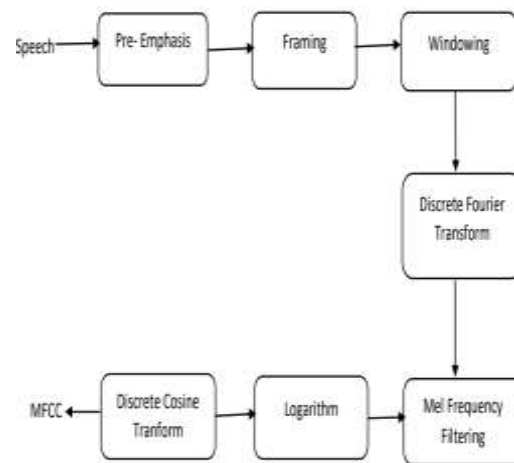 Speech
Pre- Emphasis
Framing
Windowing
Discrete Fourier
Transform
MFCC
Discrete Cosine
Tranform
Logarithm
Mel Frequency
Filtering